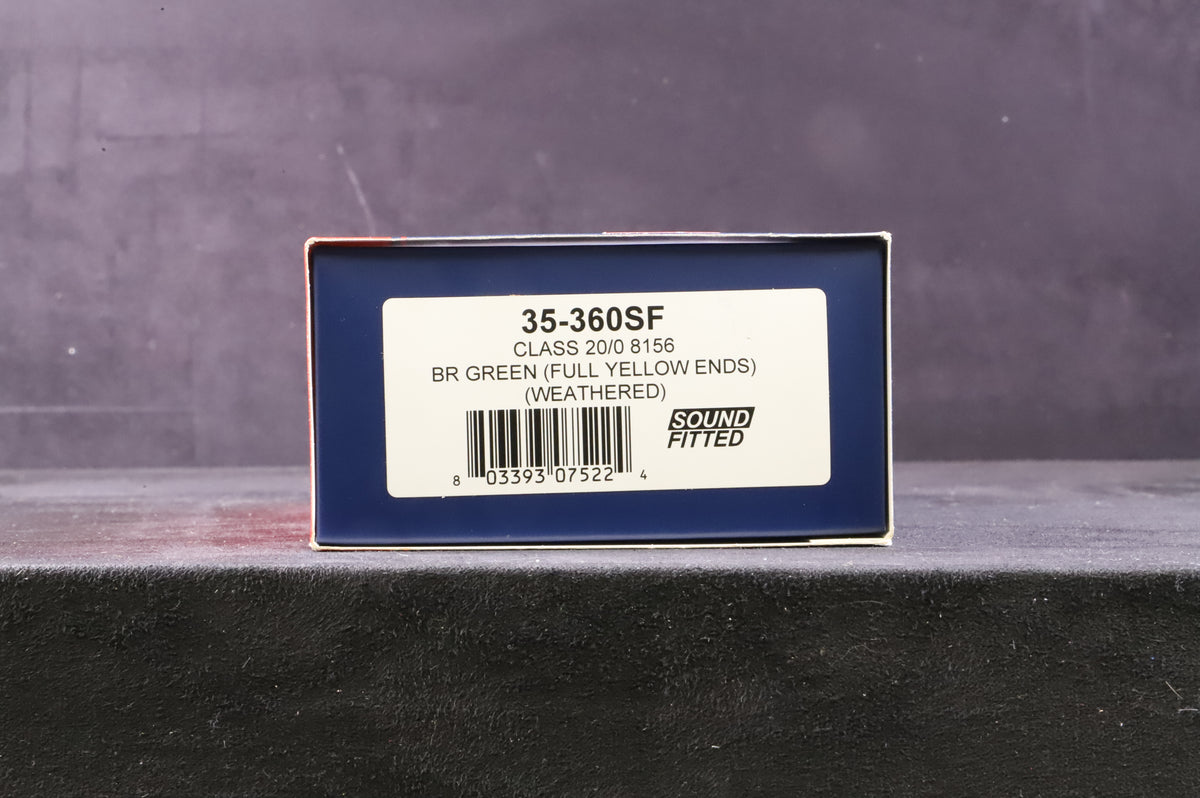 35-360SF
CLASS 20/0 8156
BR GREEN (FULL YELLOW ENDS)
(WEATHERED)
SOUND
FITTED
8 03393 07522 4